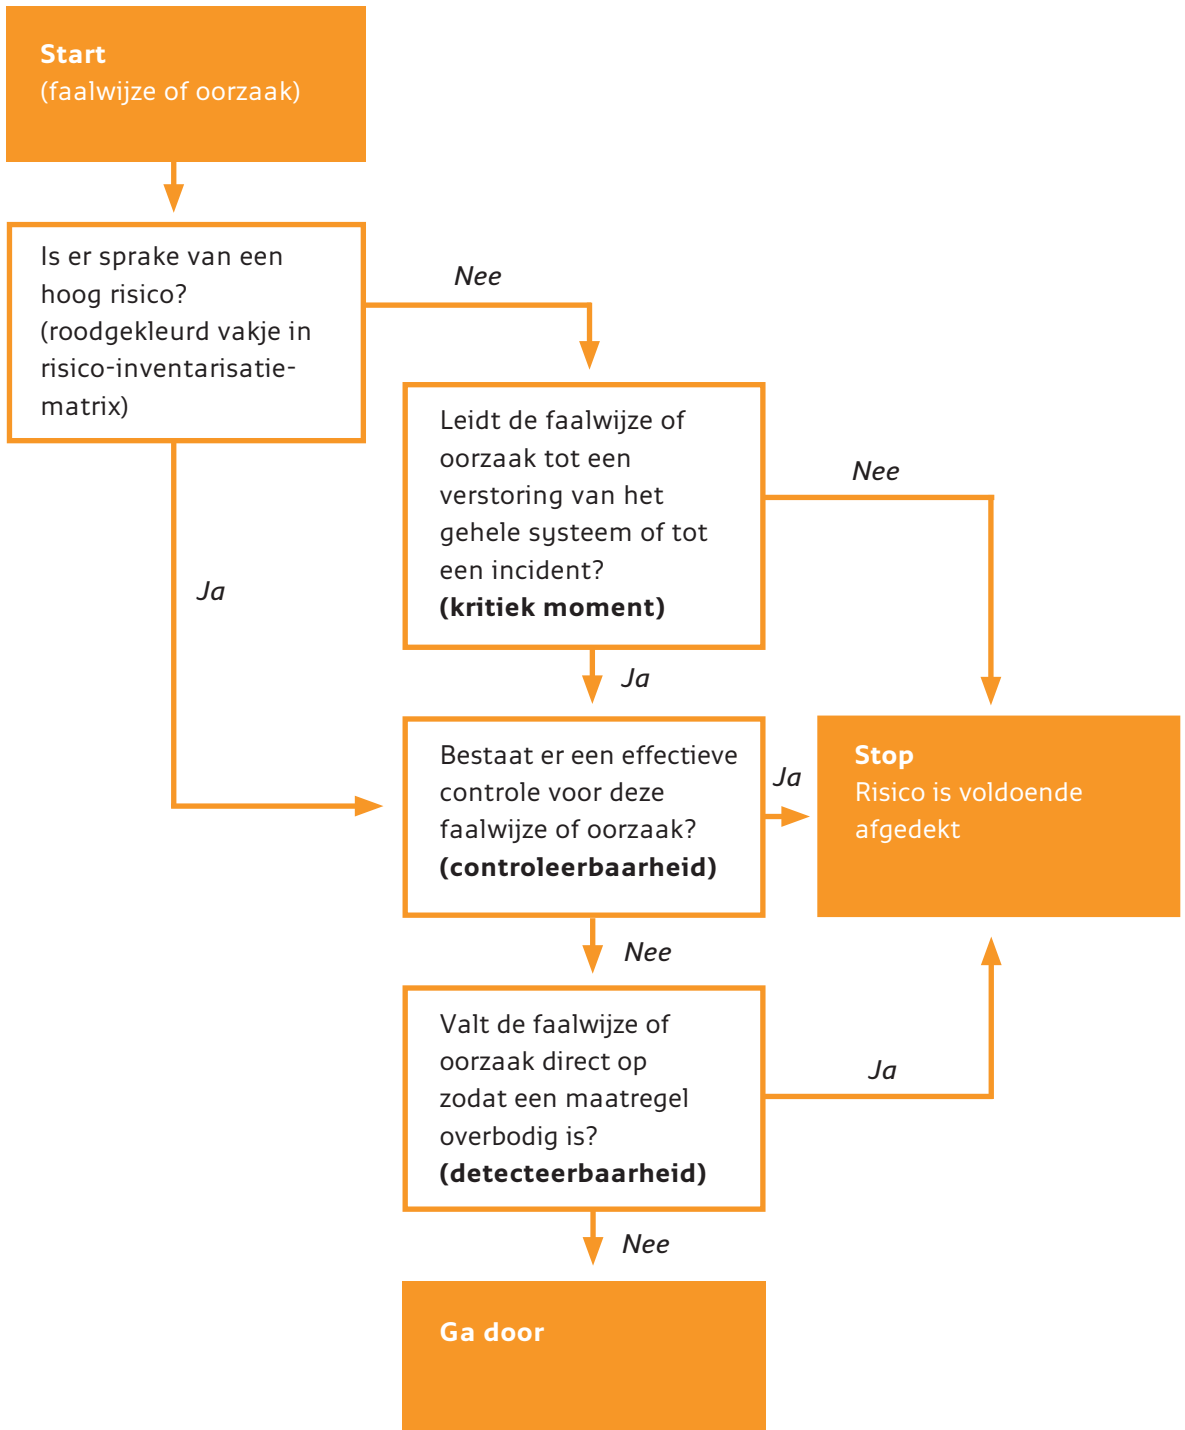 Start
(faalwijze of oorzaak)
Is er sprake van een
hoog risico?
(roodgekleurd vakje in
risico-inventarisatie-
matrix)
Nee
Leidt de faalwijze of
oorzaak tot een
verstoring van het
gehele systeem of tot
een incident?
(kritiek moment)
Nee
Ja
Ja
Bestaat er een effectieve
controle voor deze
faalwijze of oorzaak?
(controleerbaarheid)
Ja
Stop
Risico is voldoende
afgedekt
Nee
Valt de faalwijze of
oorzaak direct op
zodat een maatregel
overbodig is?
(detecteerbaarheid)
Ja
Nee
Ga door